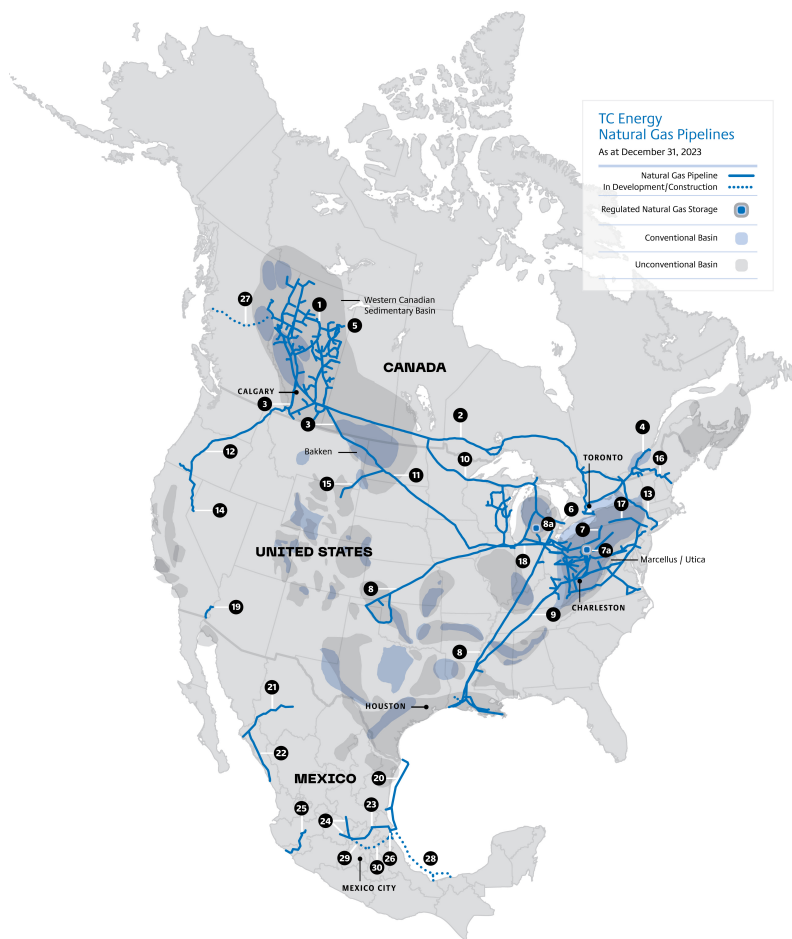 TC Energy
Natural Gas Pipelines
As at December 31, 2023
Natural Gas Pipeline
In Development/Construction
Regulated Natural Gas Storage
Conventional Basin
Unconventional Basin
27
1
Western Canadian
Sedimentary Basin
5
CANADA
CALGARY
3
3
2
4
12
Bakken
10
TORONTO
16
11
15
13
14
6
17
8a
7
UNITED STATES
7a
18
Marcellus / Utica
8
19
CHARLESTON
9
8
21
HOUSTON
22
MEXICO
20
25
24
23
29
30
26
28
MEXICO CITY